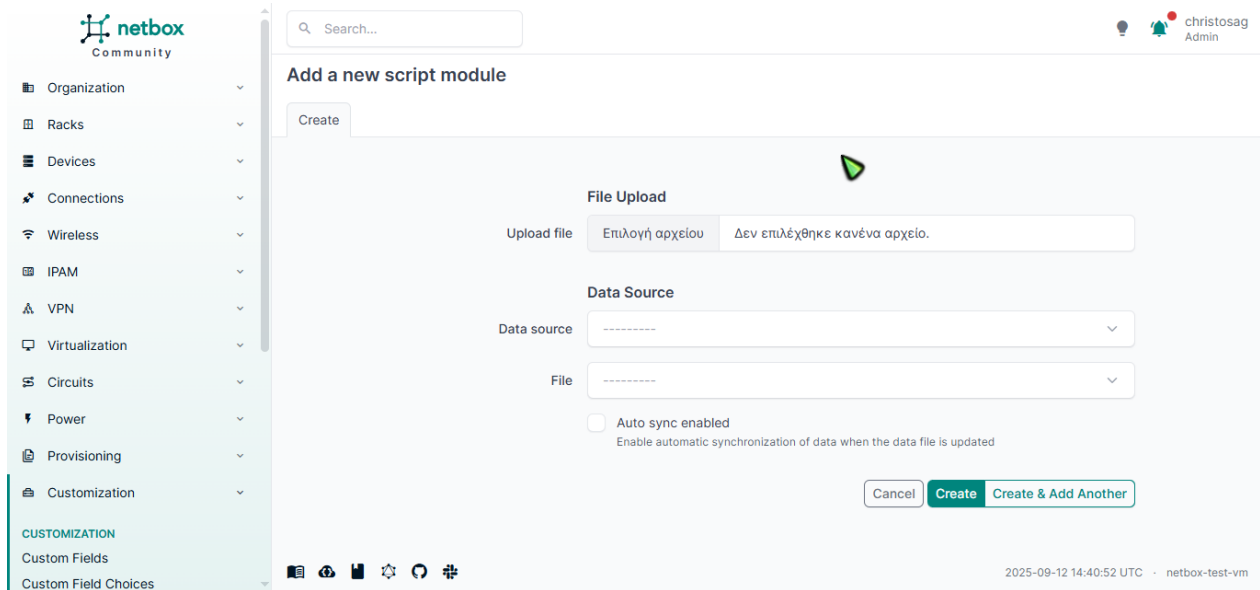 netbox
Community
Search...
christosag
Admin
Organization
Racks
Devices
Connections
Wireless
IPAM
VPN
Virtualization
Circuits
Power
Provisioning
Customization
CUSTOMIZATION
Custom Fields
Custom Field Choices
Add a new script module
Create
File Upload
Upload file Επιλογή αρχείου Δεν επιλέχθηκε κανένα αρχείο.
Data Source
Data source ---------
File ---------
Auto sync enabled
Enable automatic synchronization of data when the data file is updated
Cancel Create Create & Add Another
2025-09-12 14:40:52 UTC · netbox-test-vm